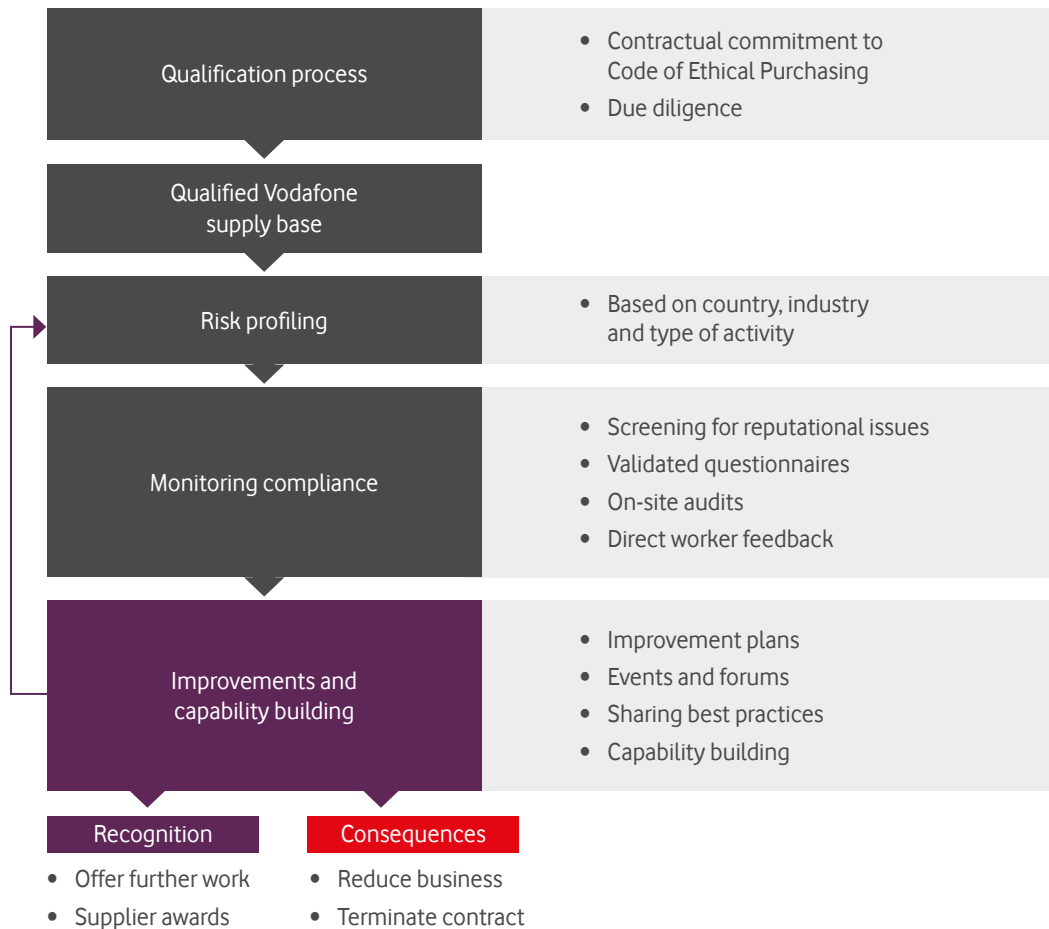 Qualification process
• Contractual commitment to
Code of Ethical Purchasing
• Due diligence
Qualified Vodafone
supply base
Risk profiling
• Based on country, industry
and type of activity
Monitoring compliance
• Screening for reputational issues
• Validated questionnaires
• On-site audits
• Direct worker feedback
Improvements and
capability building
• Improvement plans
• Events and forums
• Sharing best practices
• Capability building
Recognition
• Offer further work
• Supplier awards
Consequences
• Reduce business
• Terminate contract